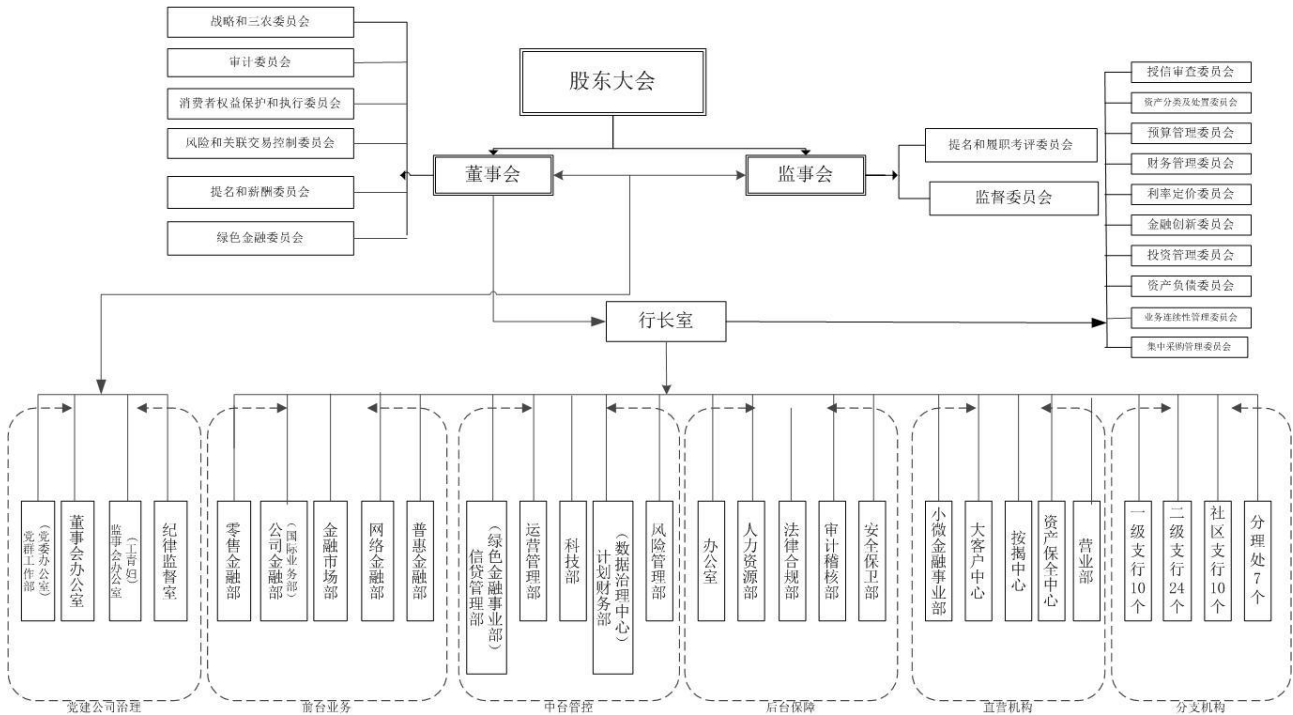 战略和三农委员会
审计委员会
消费者权益保护和执行委员会
风险和关联交易控制委员会
提名和薪酬委员会
绿色金融委员会
股东大会
董事会
监事会
提名和履职考评委员会
监督委员会
授信审查委员会
资产分类及处置委员会
预算管理委员会
财务管理委员会
利率定价委员会
金融创新委员会
投资管理委员会
资产负债委员会
业务连续性管理委员会
集中采购管理委员会
行长室
党群工作部
(党委办公室)
董事会办公室
监事会办公室
(工青妇)
纪律监督室
零售金融部
公司金融部
(国际业务部)
金融市场部
网络金融部
普惠金融部
信贷管理部
(绿色金融事业部)
运营管理部
科技部
计划财务部
(数据治理中心)
风险管理部
办公室
人力资源部
法律合规部
审计稽核部
安全保卫部
小微金融事业部
大客户中心
按揭中心
资产保全中心
营业部
一级支行10个
二级支行24个
社区支行10个
分理处7个
党建公司治理
前台业务
中台管控
后台保障
直营机构
分支机构